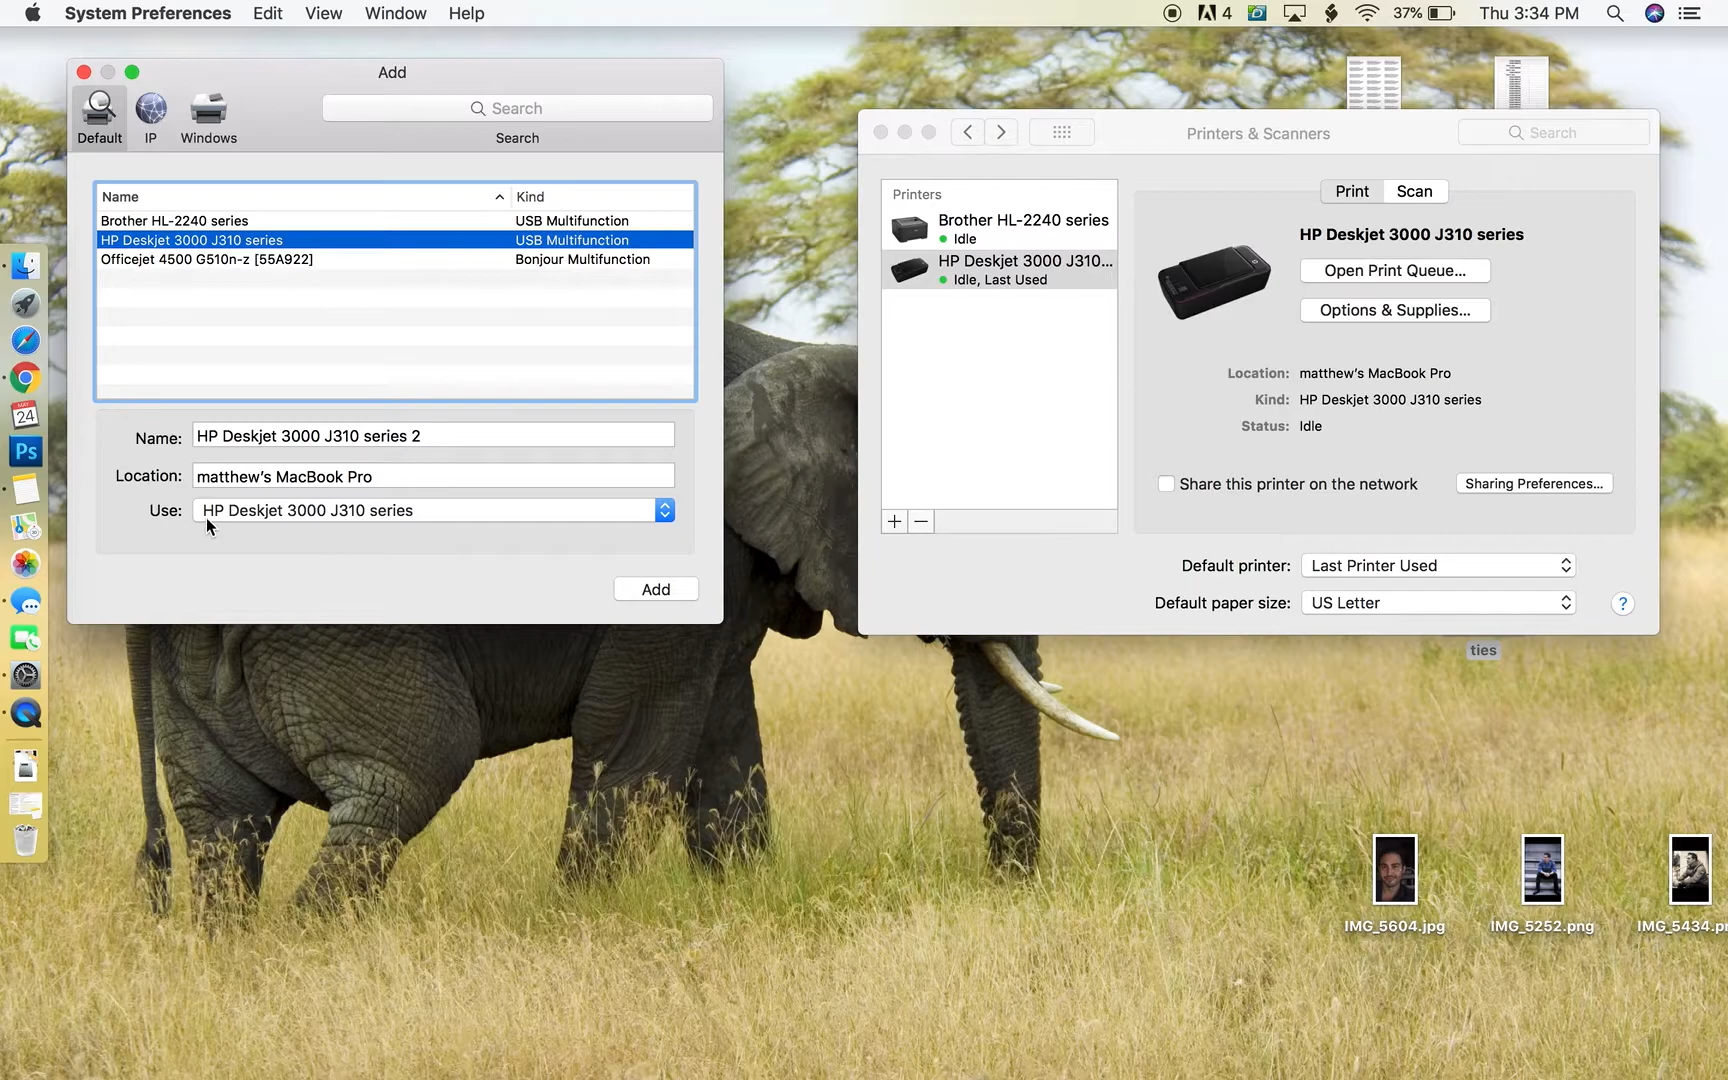 System Preferences Edit View Window Help
4 37% Thu 3:34 PM
Add
Default IP Windows
Search
Search
Name Kind
Brother HL-2240 series USB Multifunction
HP Deskjet 3000 J310 series USB Multifunction
Officejet 4500 G510n-z [55A922] Bonjour Multifunction
Name: HP Deskjet 3000 J310 series 2
Location: matthew's MacBook Pro
Use: HP Deskjet 3000 J310 series
Add
Printers & Scanners
Search
Printers
Brother HL-2240 series
Idle
HP Deskjet 3000 J310...
Idle, Last Used
Print Scan
HP Deskjet 3000 J310 series
Open Print Queue...
Options & Supplies...
Location: matthew's MacBook Pro
Kind: HP Deskjet 3000 J310 series
Status: Idle
Share this printer on the network
Sharing Preferences...
Default printer: Last Printer Used
Default paper size: US Letter
?
ties
MAY
24
Ps
IMG_5604.jpg
IMG_5252.png